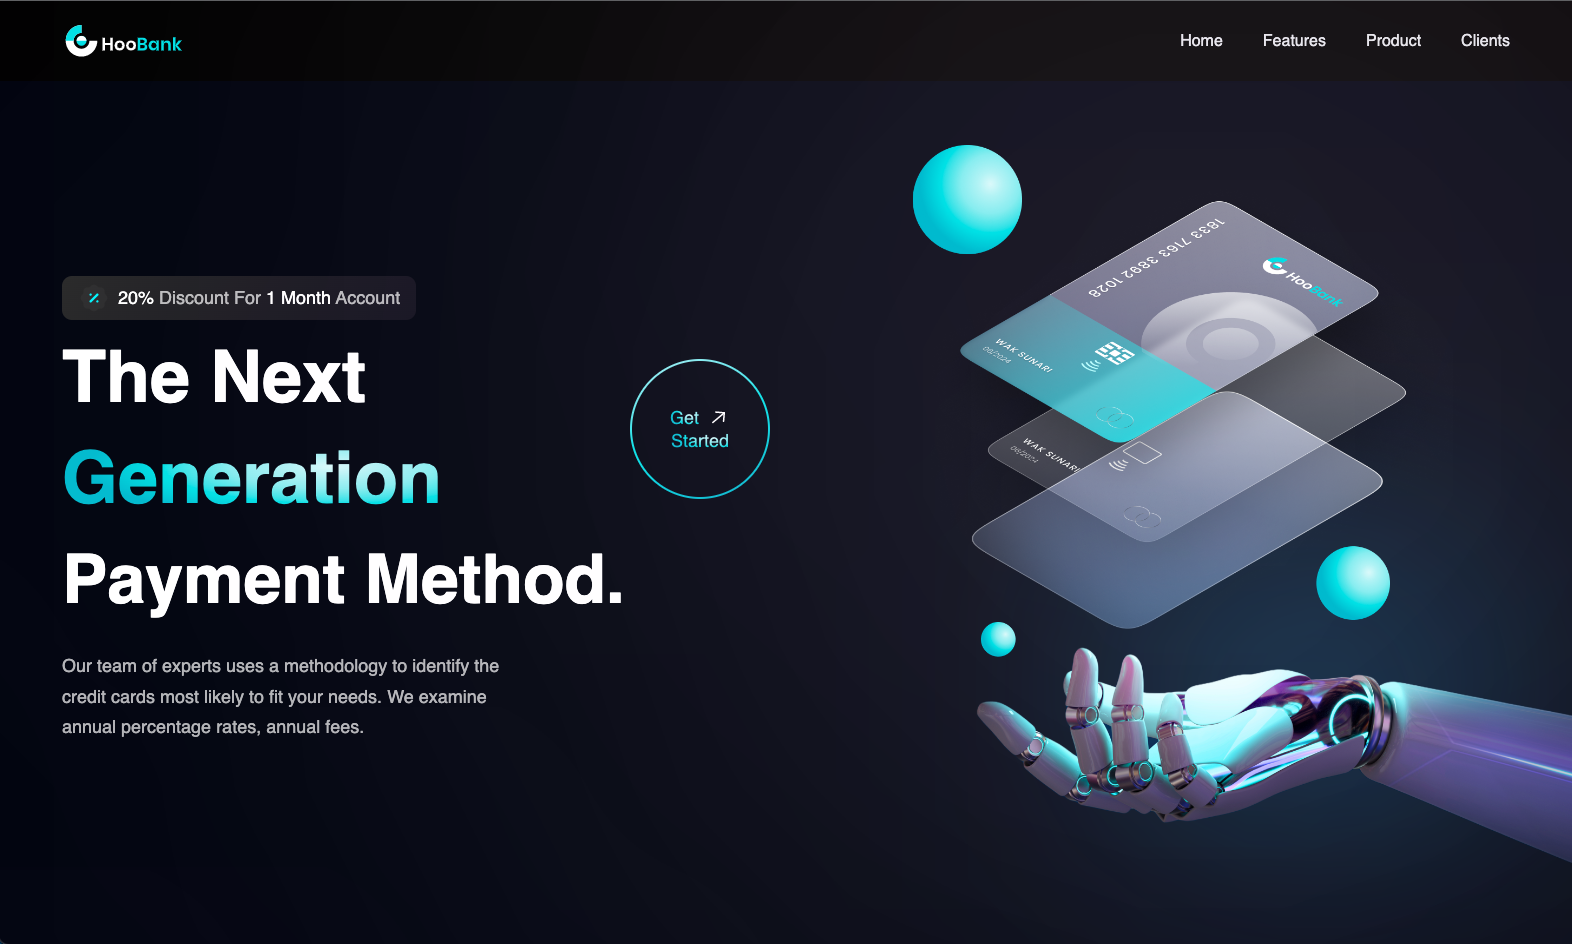 HooBank
Home
Features
Product
Clients
20% Discount For 1 Month Account
The Next
Generation
Payment Method.
Get
Started
Our team of experts uses a methodology to identify the
credit cards most likely to fit your needs. We examine
annual percentage rates, annual fees.
1833 7163 3892 1028
HooBank
WAK SUNARI
08/2024
WAK SUNARI
08/2024